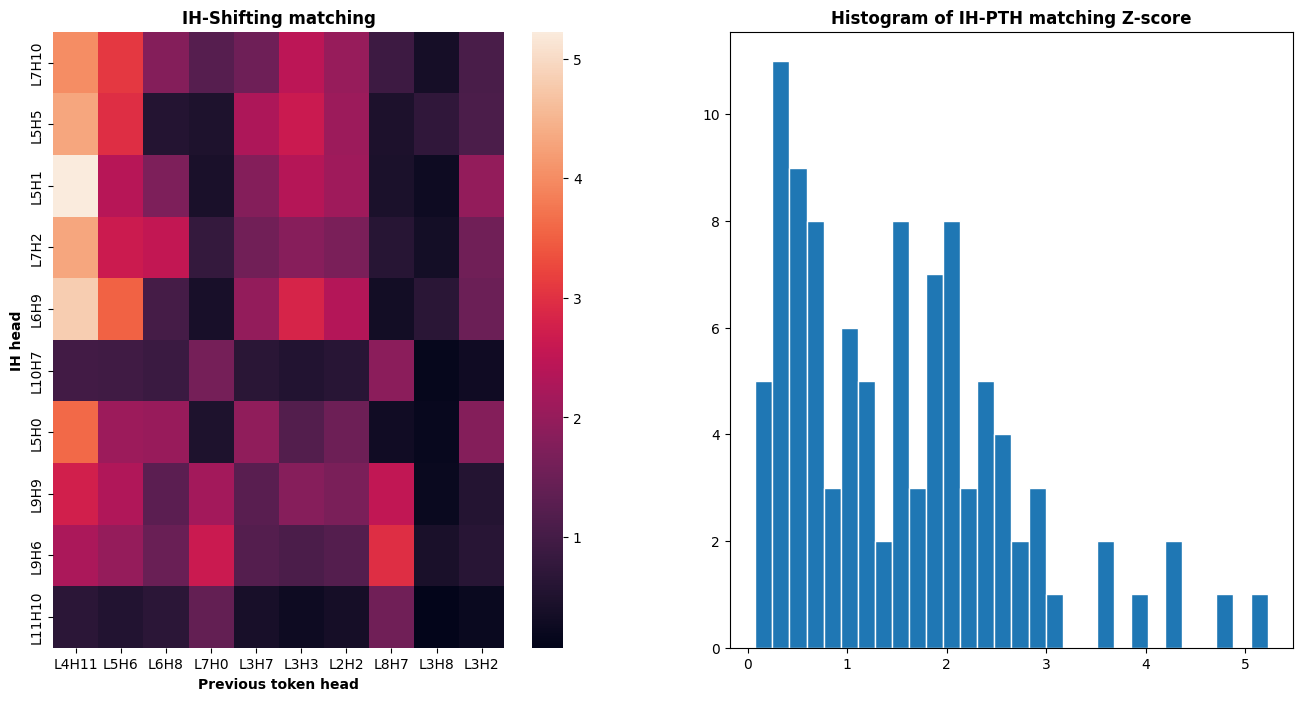 IH-Shifting matching
IH head
L7H10
L5H5
L5H1
L7H2
L6H9
L10H7
L5H0
L9H9
L9H6
L11H10
L4H11 L5H6 L6H8 L7H0 L3H7 L3H3 L2H2 L8H7 L3H8 L3H2
Previous token head
5
4
3
2
1
Histogram of IH-PTH matching Z-score
10
8
6
4
2
0
0 1 2 3 4 5